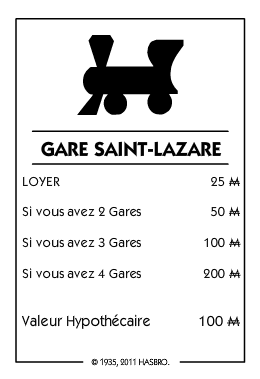 GARE SAINT-LAZARE
LOYER 25 ₩
Si vous avez 2 Gares 50 ₩
Si vous avez 3 Gares 100 ₩
Si vous avez 4 Gares 200 ₩
Valeur Hypothécaire 100 ₩
© 1935, 2011 HASBRO.